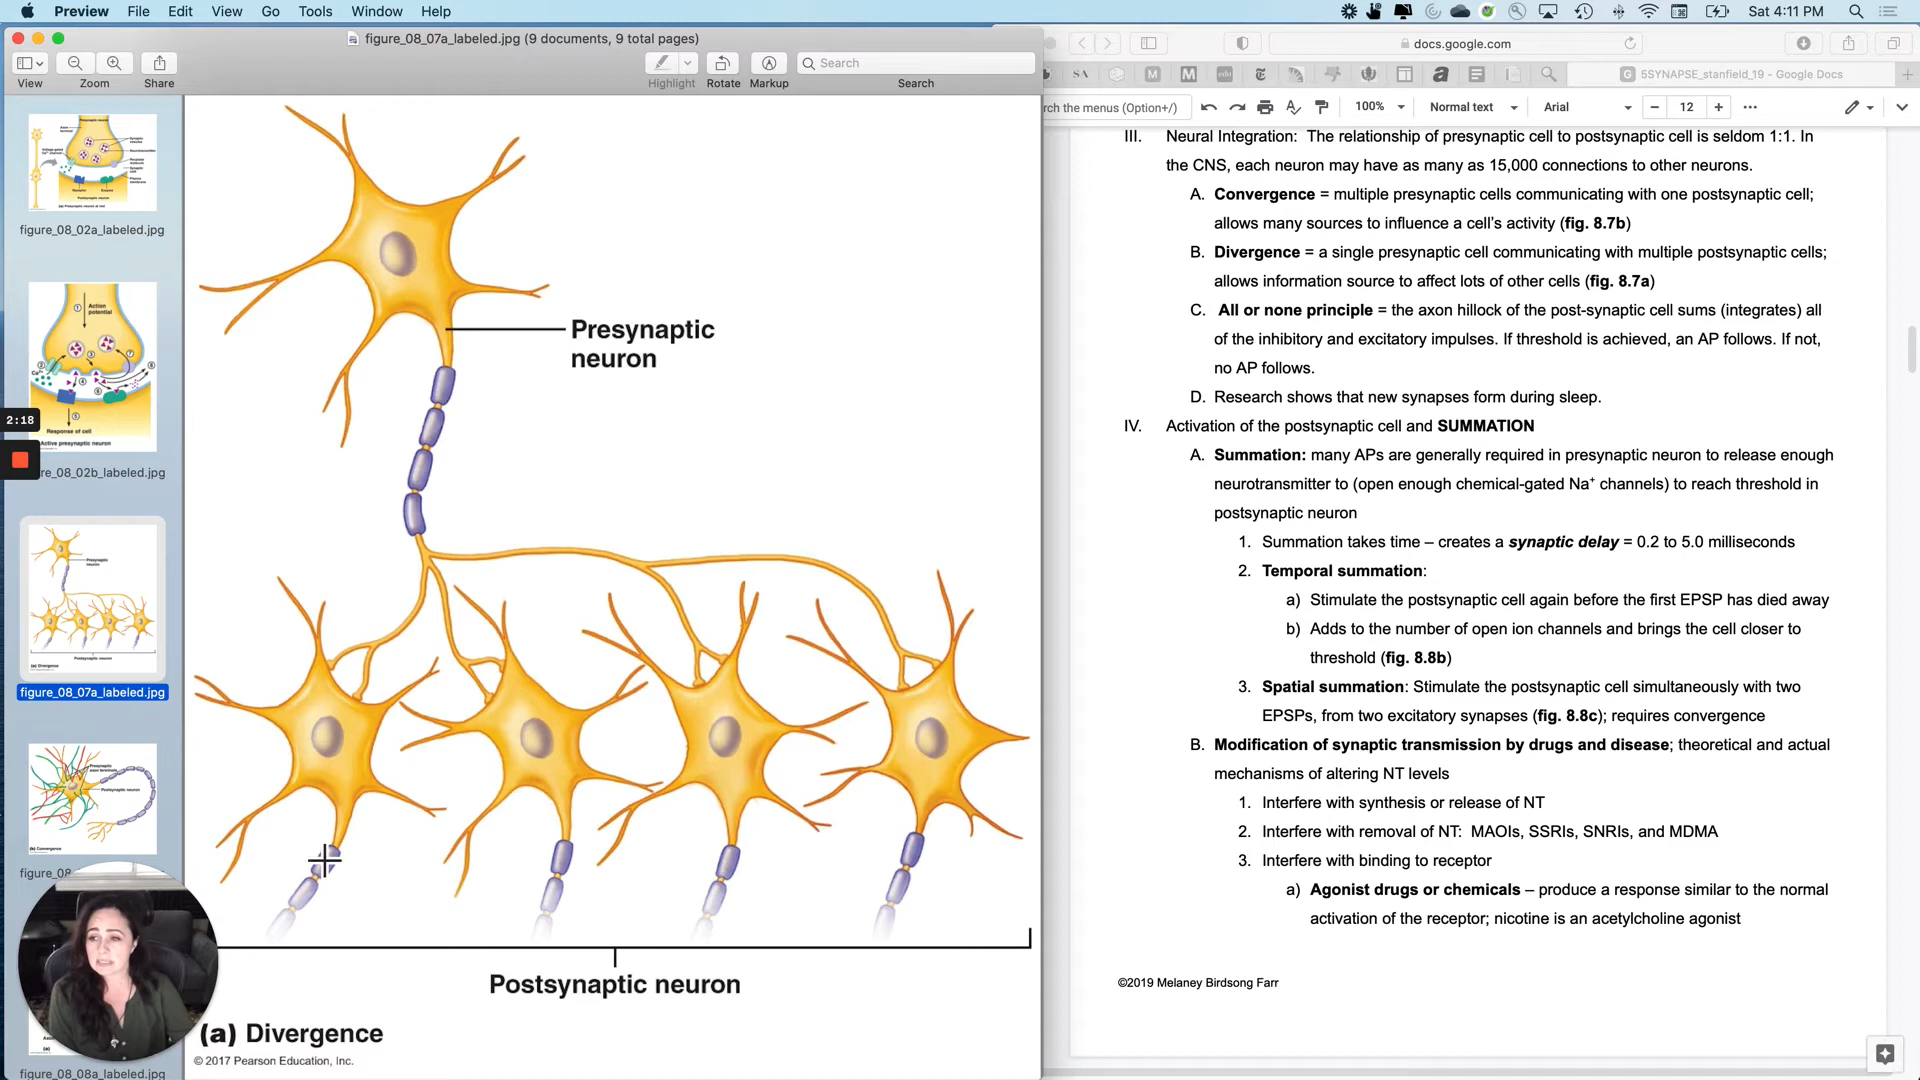 Preview File Edit View Go Tools Window Help
Sat 4:11 PM
figure_08_07a_labeled.jpg (9 documents, 9 total pages)
View Zoom Share Highlight Rotate Markup Search
Search
figure_08_02a_labeled.jpg
Action potential
Response of cell
Active presynaptic neuron
2:18
re_08_02b_labeled.jpg
figure_08_07a_labeled.jpg
(b) Convergence
figure_08_08a_labeled.jpg
Presynaptic
neuron
Postsynaptic neuron
(a) Divergence
© 2017 Pearson Education, Inc.
docs.google.com
5SYNAPSE_stanfield_19 - Google Docs
rch the menus (Option+/)
100% Normal text Arial 12
III. Neural Integration: The relationship of presynaptic cell to postsynaptic cell is seldom 1:1. In
the CNS, each neuron may have as many as 15,000 connections to other neurons.
A. Convergence = multiple presynaptic cells communicating with one postsynaptic cell;
allows many sources to influence a cell's activity (fig. 8.7b)
B. Divergence = a single presynaptic cell communicating with multiple postsynaptic cells;
allows information source to affect lots of other cells (fig. 8.7a)
C. All or none principle = the axon hillock of the post-synaptic cell sums (integrates) all
of the inhibitory and excitatory impulses. If threshold is achieved, an AP follows. If not,
no AP follows.
D. Research shows that new synapses form during sleep.
IV. Activation of the postsynaptic cell and SUMMATION
A. Summation: many APs are generally required in presynaptic neuron to release enough
neurotransmitter to (open enough chemical-gated Na⁺ channels) to reach threshold in
postsynaptic neuron
1. Summation takes time – creates a synaptic delay = 0.2 to 5.0 milliseconds
2. Temporal summation:
a) Stimulate the postsynaptic cell again before the first EPSP has died away
b) Adds to the number of open ion channels and brings the cell closer to
threshold (fig. 8.8b)
3. Spatial summation: Stimulate the postsynaptic cell simultaneously with two
EPSPs, from two excitatory synapses (fig. 8.8c); requires convergence
B. Modification of synaptic transmission by drugs and disease; theoretical and actual
mechanisms of altering NT levels
1. Interfere with synthesis or release of NT
2. Interfere with removal of NT: MAOIs, SSRIs, SNRIs, and MDMA
3. Interfere with binding to receptor
a) Agonist drugs or chemicals – produce a response similar to the normal
activation of the receptor; nicotine is an acetylcholine agonist
©2019 Melaney Birdsong Farr